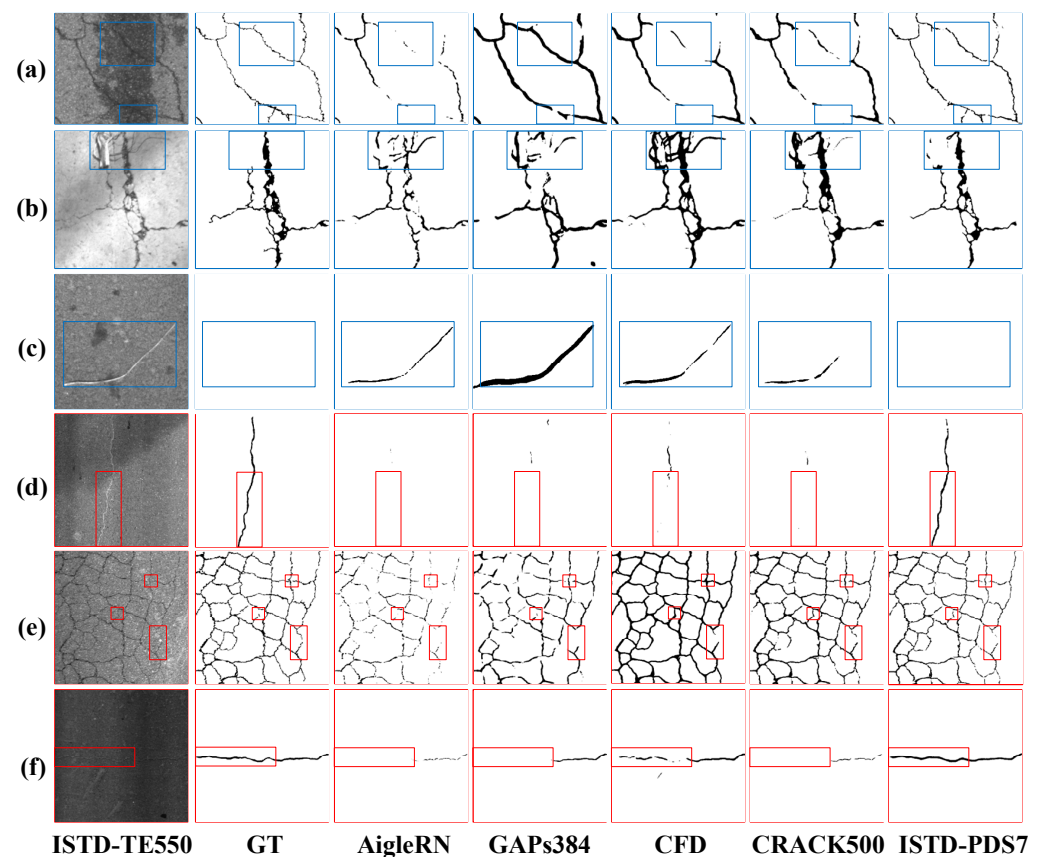 (a)
(b)
(c)
(d)
(e)
(f)
ISTD-TE550 GT AigleRN GAPs384 CFD CRACK500 ISTD-PDS7